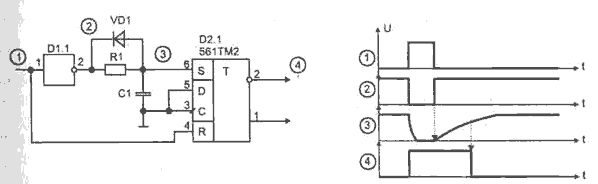 2 VD1 D2.1
561TM2
1 D1.1 3 4
1 2 R1 6 S T 2
5 D
C1 3 C
4 R 1
U
1 t
2 t
3 t
4 t